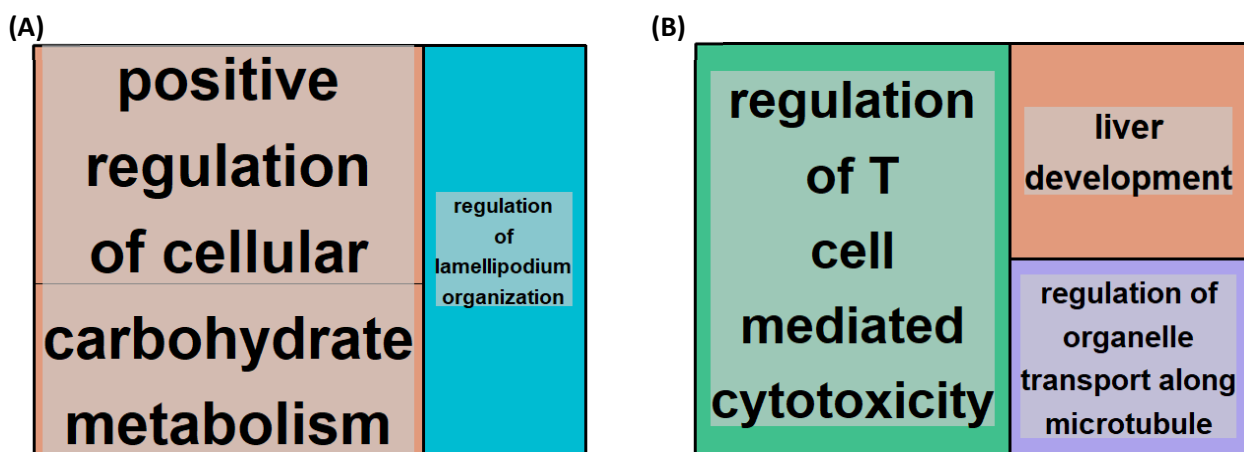 (A)
positive
regulation
of cellular
carbohydrate
metabolism
regulation
of
lamellipodium
organization
(B)
regulation
of T
cell
mediated
cytotoxicity
liver
development
regulation of
organelle
transport along
microtubule